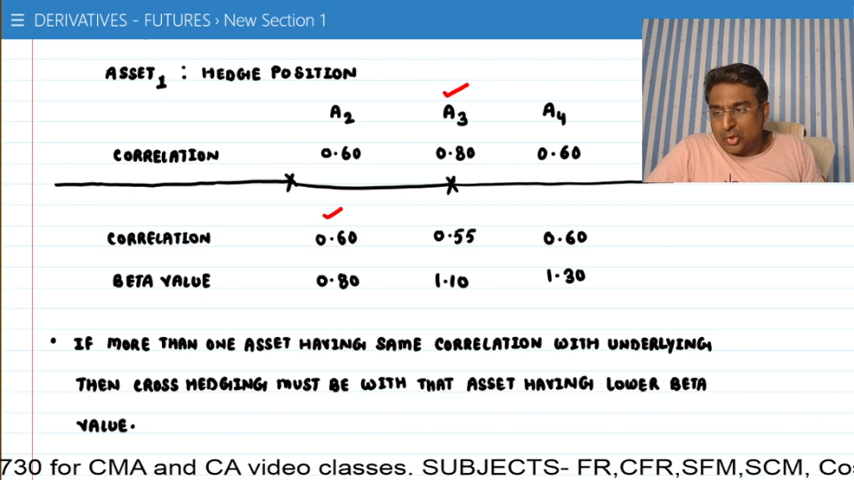 DERIVATIVES - FUTURES › New Section 1
ASSET1 : HEDGE POSITION
A2 A3 A4
CORRELATION 0.60 0.80 0.60
CORRELATION 0.60 0.55 0.60
BETA VALUE 0.80 1.10 1.30
• IF MORE THAN ONE ASSET HAVING SAME CORRELATION WITH UNDERLYING,
THEN CROSS HEDGING MUST BE WITH THAT ASSET HAVING LOWER BETA
VALUE.
730 for CMA and CA video classes. SUBJECTS- FR,CFR,SFM,SCM, Cos